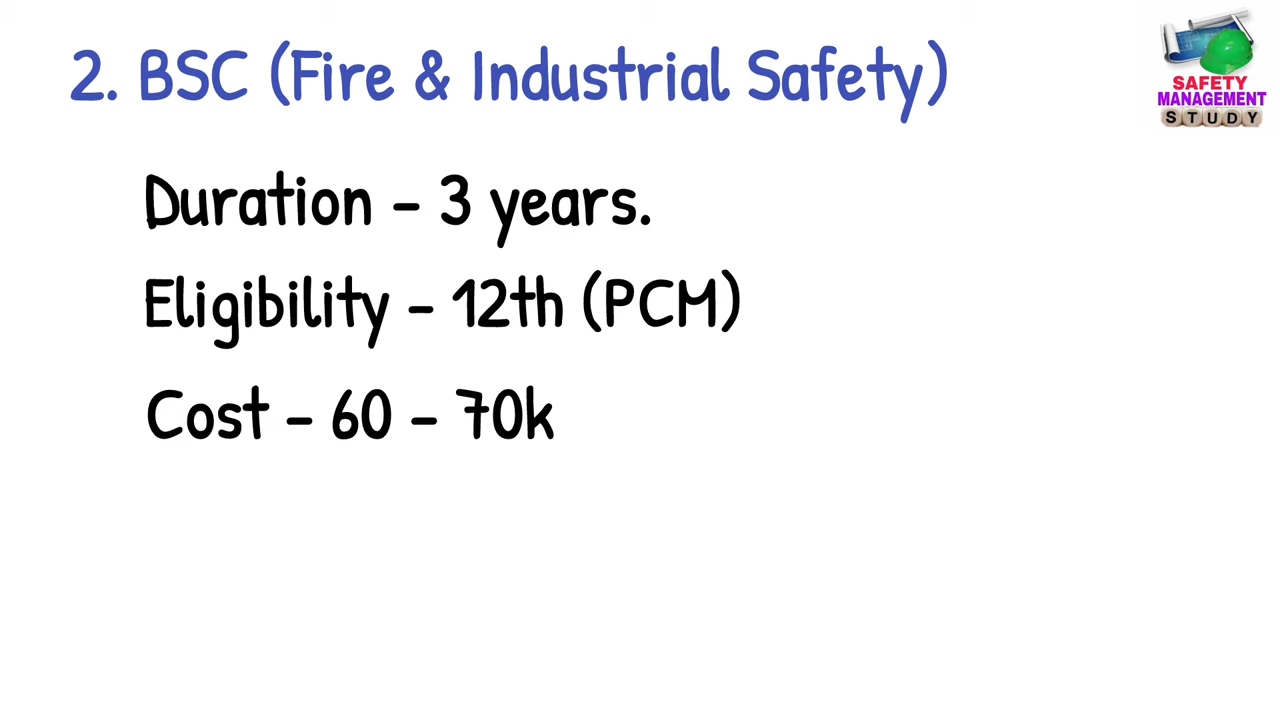 2. BSC (Fire & Industrial Safety)
SAFETY
MANAGEMENT
STUDY
Duration - 3 years.
Eligibility - 12th (PCM)
Cost - 60 - 70k